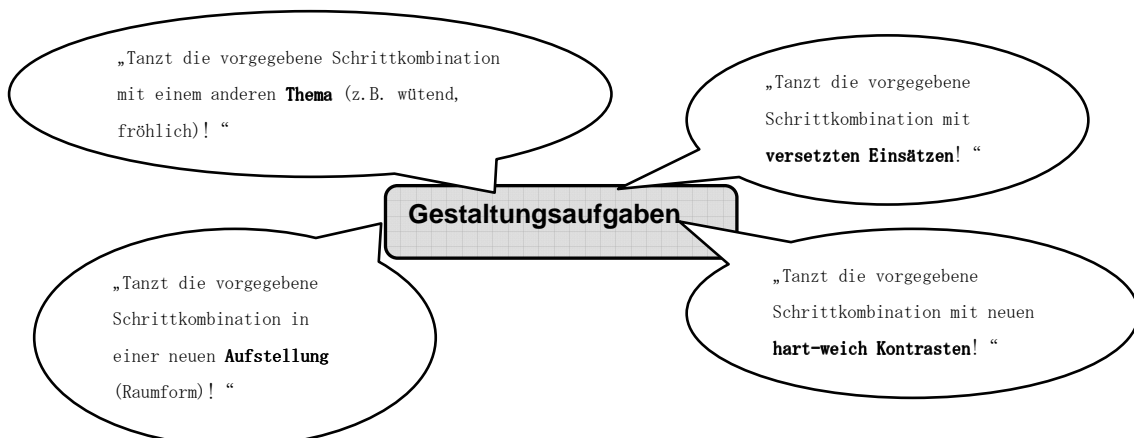 „Tanzt die vorgegebene Schrittkombination
mit einem anderen Thema (z.B. wütend,
fröhlich)! “
„Tanzt die vorgegebene
Schrittkombination mit
versetzten Einsätzen! “
Gestaltungsaufgaben
„Tanzt die vorgegebene
Schrittkombination in
einer neuen Aufstellung
(Raumform)! “
„Tanzt die vorgegebene
Schrittkombination mit neuen
hart-weich Kontrasten! “